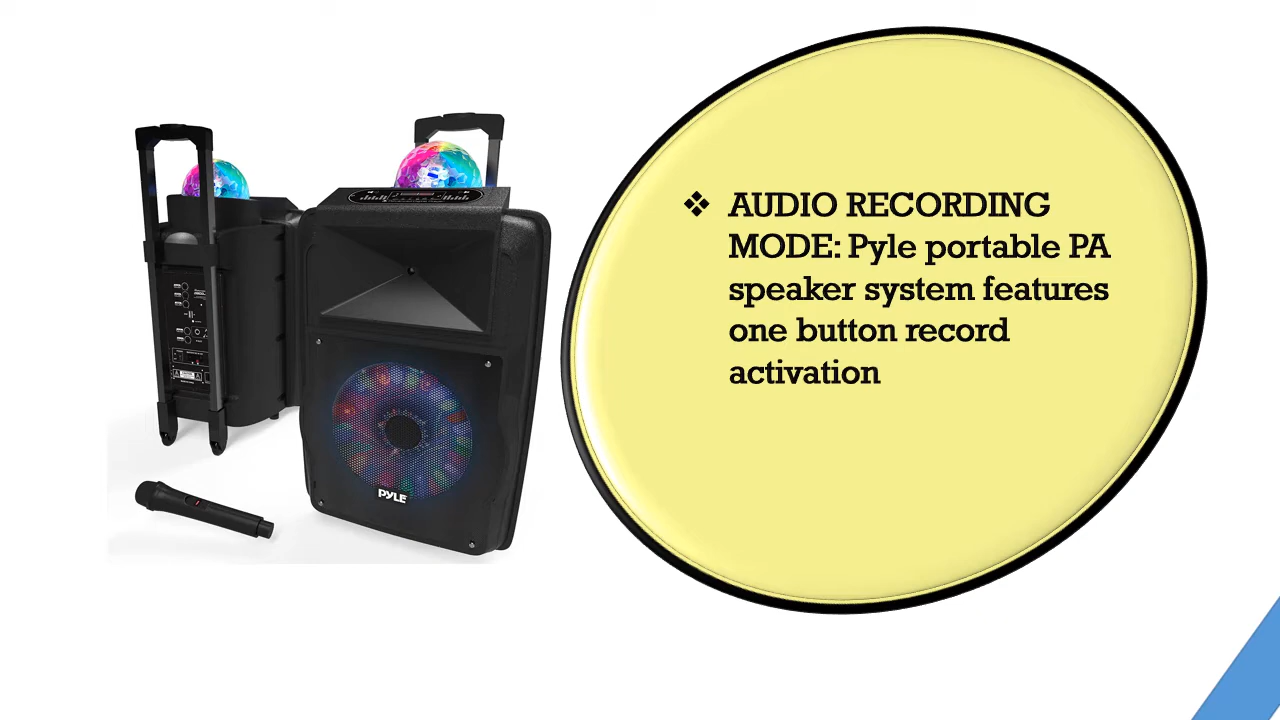 ❖ AUDIO RECORDING
MODE: Pyle portable PA
speaker system features
one button record
activation
PYLE